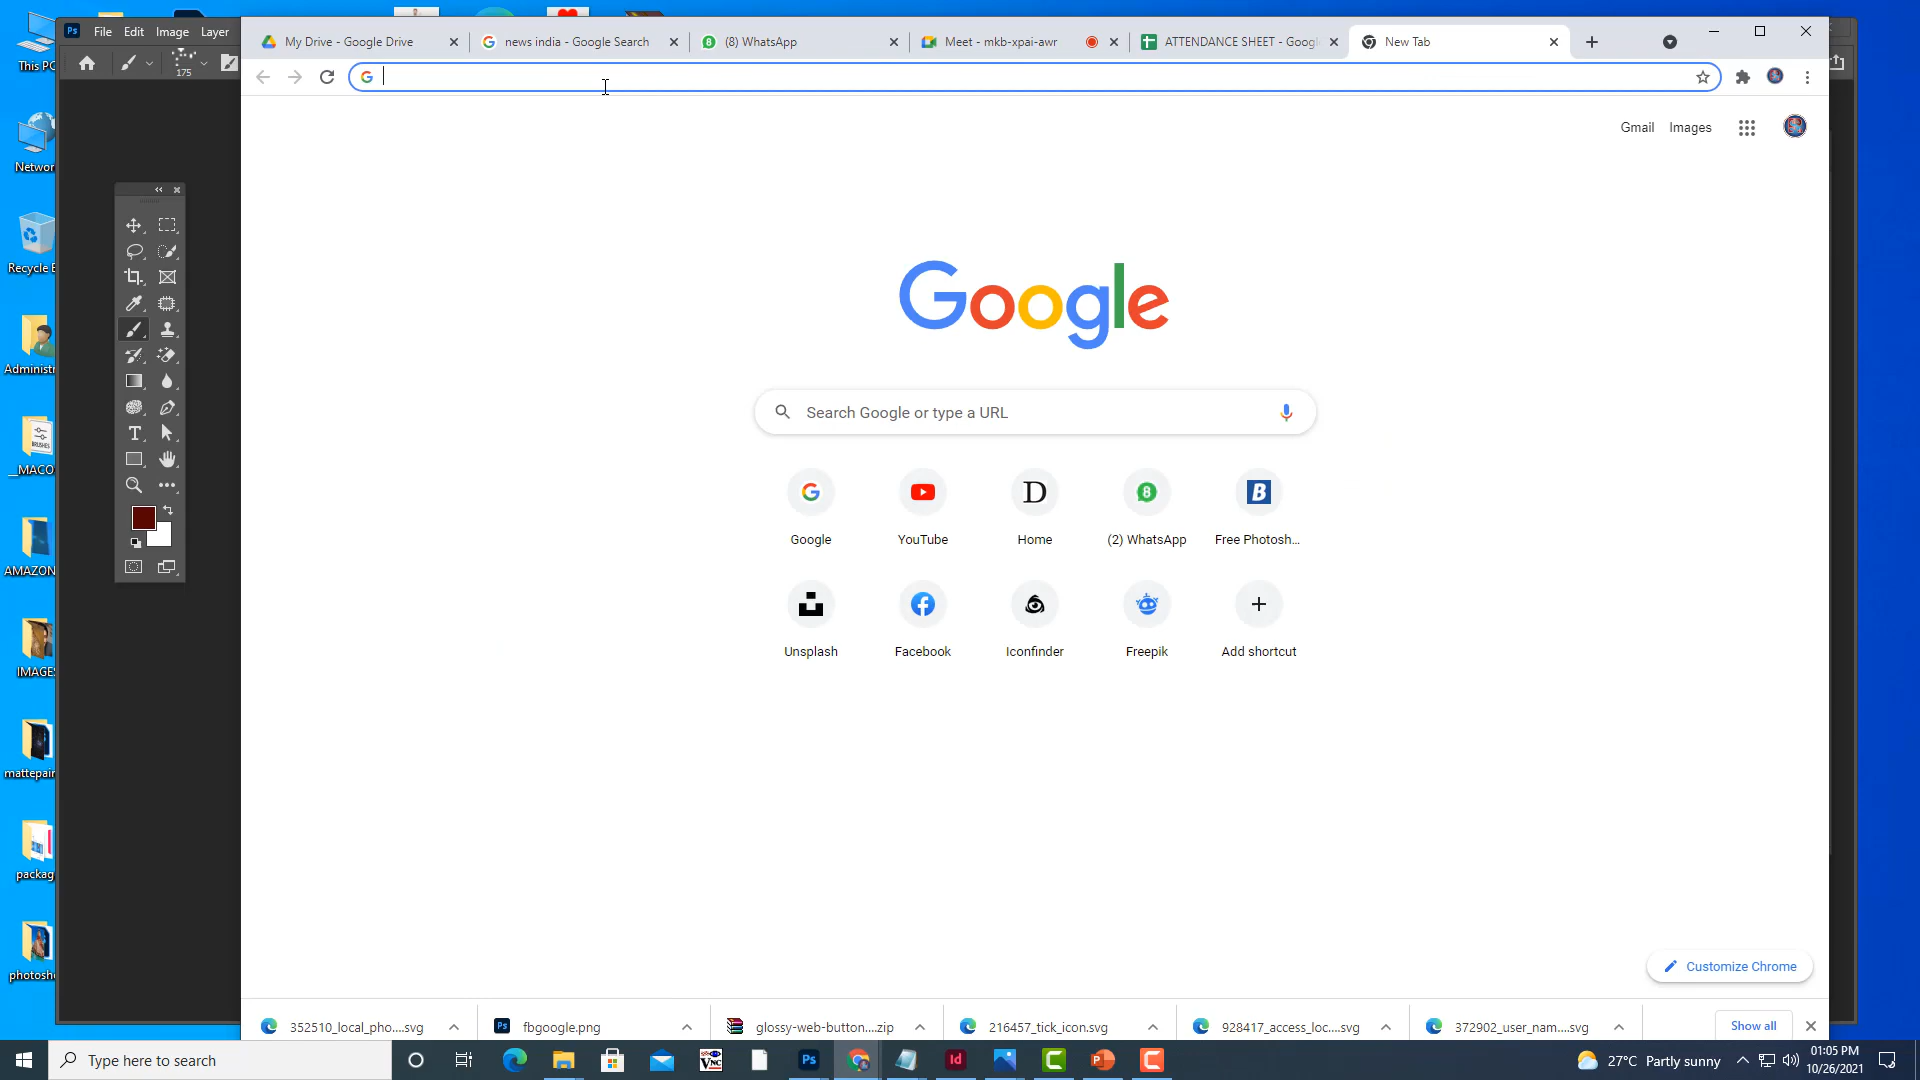 File Edit Image Layer
175
My Drive - Google Drive
news india - Google Search
(8) WhatsApp
Meet - mkb-xpai-awr
ATTENDANCE SHEET - Googl
New Tab
Gmail Images
Google
Search Google or type a URL
Google YouTube Home (2) WhatsApp Free Photosh...
Unsplash Facebook Iconfinder Freepik Add shortcut
Customize Chrome
This PC
Networ
Recycle B
Administ
__MACO
AMAZON
IMAGES
mattepain
packag
photosh
352510_local_pho....svg
fbgoogle.png
glossy-web-button....zip
216457_tick_icon.svg
928417_access_loc....svg
372902_user_nam....svg
Show all
Type here to search
27°C Partly sunny
01:05 PM
10/26/2021